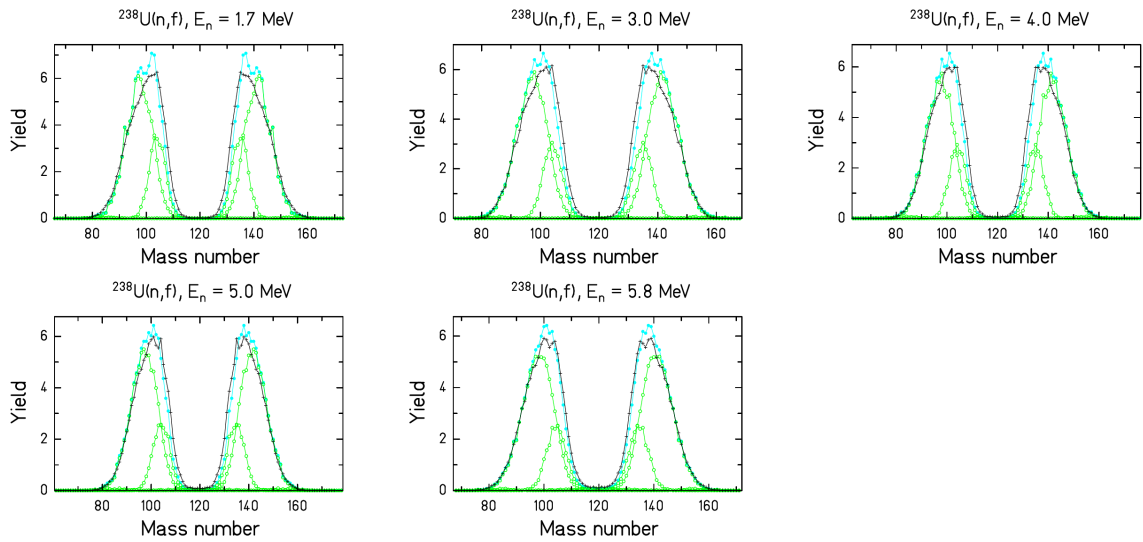 ²³⁸U(n,f), Eₙ = 1.7 MeV
²³⁸U(n,f), Eₙ = 3.0 MeV
²³⁸U(n,f), Eₙ = 4.0 MeV
Yield
6
4
2
0
80 100 120 140 160
Mass number
Yield
6
4
2
0
80 100 120 140 160
Mass number
Yield
6
4
2
0
80 100 120 140 160
Mass number
²³⁸U(n,f), Eₙ = 5.0 MeV
²³⁸U(n,f), Eₙ = 5.8 MeV
Yield
6
4
2
0
80 100 120 140 160
Mass number
Yield
6
4
2
0
80 100 120 140 160
Mass number